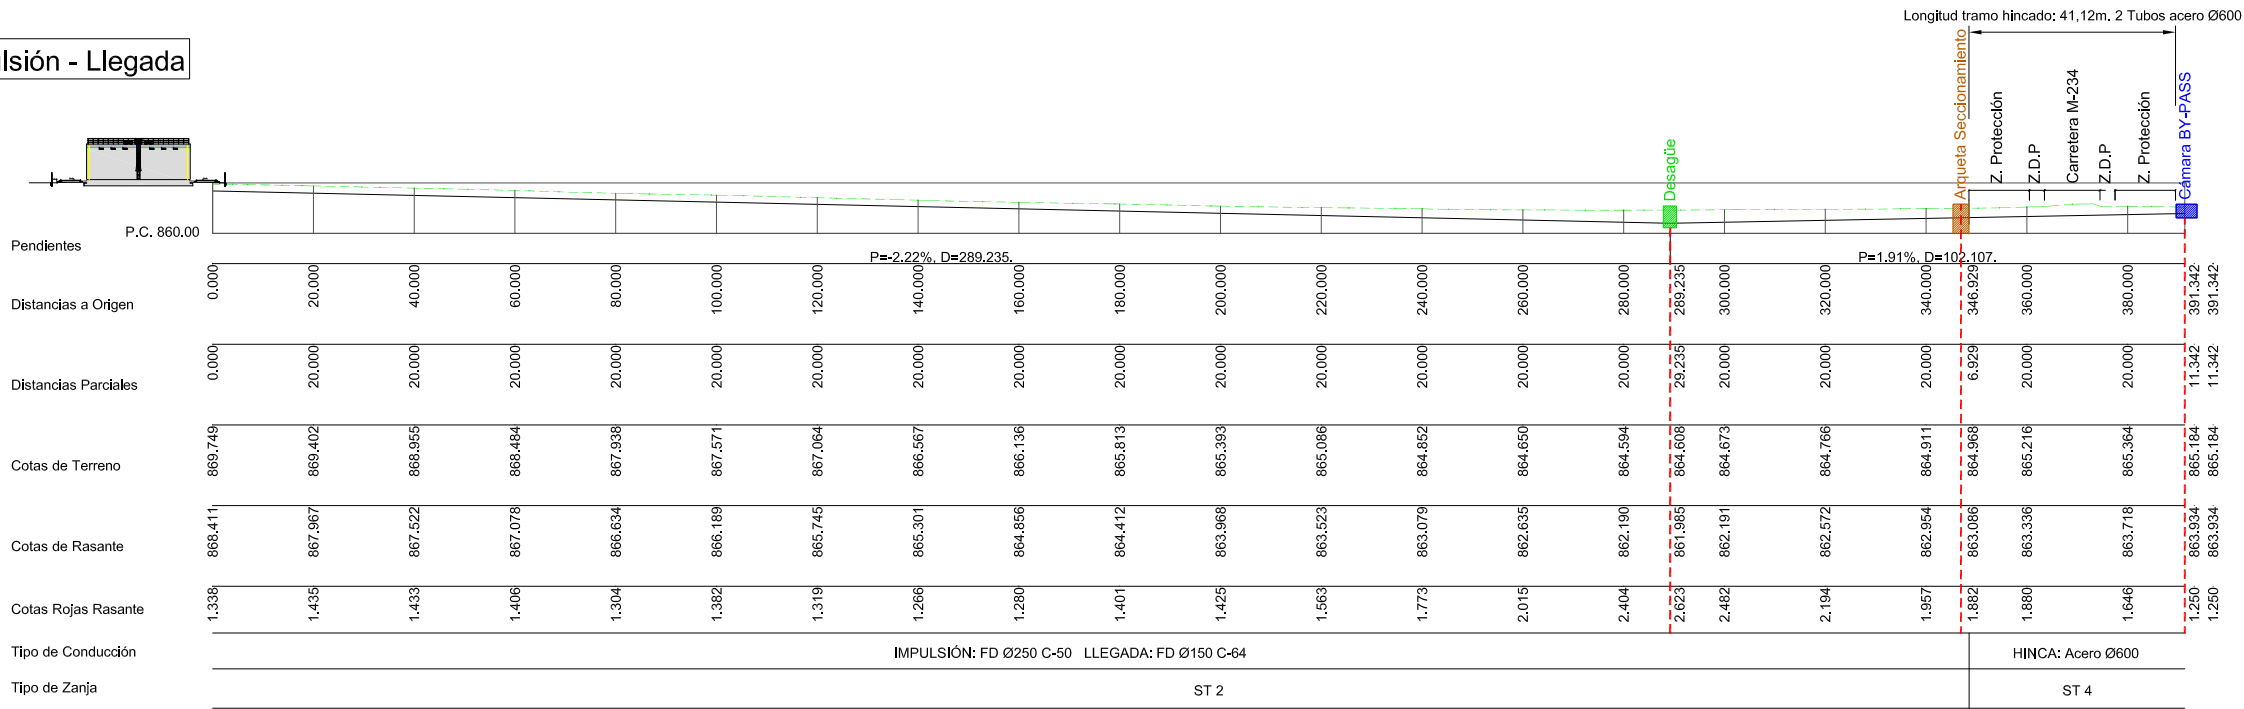 Longitud tramo hincado: 41,12m. 2 Tubos acero Ø600
lsión - Llegada
Desagüe
Arqueta Seccionamiento
Z. Protección
Z.D.P
Carretera M-234
Z.D.P
Z. Protección
Cámara BY-PASS
P.C. 860.00
Pendientes
P=-2.22%, D=289.235.
P=1.91%, D=102.107.
Distancias a Origen
0.000 20.000 40.000 60.000 80.000 100.000 120.000 140.000 160.000 180.000 200.000 220.000 240.000 260.000 280.000 289.235 300.000 320.000 340.000 346.929 360.000 380.000 391.342 391.342
Distancias Parciales
0.000 20.000 20.000 20.000 20.000 20.000 20.000 20.000 20.000 20.000 20.000 20.000 20.000 20.000 20.000 29.235 20.000 20.000 20.000 6.929 20.000 20.000 11.342 11.342
Cotas de Terreno
869.749 869.402 868.955 868.484 867.938 867.571 867.064 866.567 866.136 865.813 865.393 865.086 864.852 864.650 864.594 864.608 864.673 864.766 864.911 864.968 865.216 865.364 865.184 865.184
Cotas de Rasante
868.411 867.967 867.522 867.078 866.634 866.189 865.745 865.301 864.856 864.412 863.968 863.523 863.079 862.635 862.190 861.985 862.191 862.572 862.954 863.086 863.336 863.718 863.934 863.934
Cotas Rojas Rasante
1.338 1.435 1.433 1.406 1.304 1.382 1.319 1.266 1.280 1.401 1.425 1.563 1.773 2.015 2.404 2.623 2.482 2.194 1.957 1.882 1.880 1.646 1.250 1.250
Tipo de Conducción
IMPULSIÓN: FD Ø250 C-50 LLEGADA: FD Ø150 C-64
HINCA: Acero Ø600
Tipo de Zanja
ST 2
ST 4